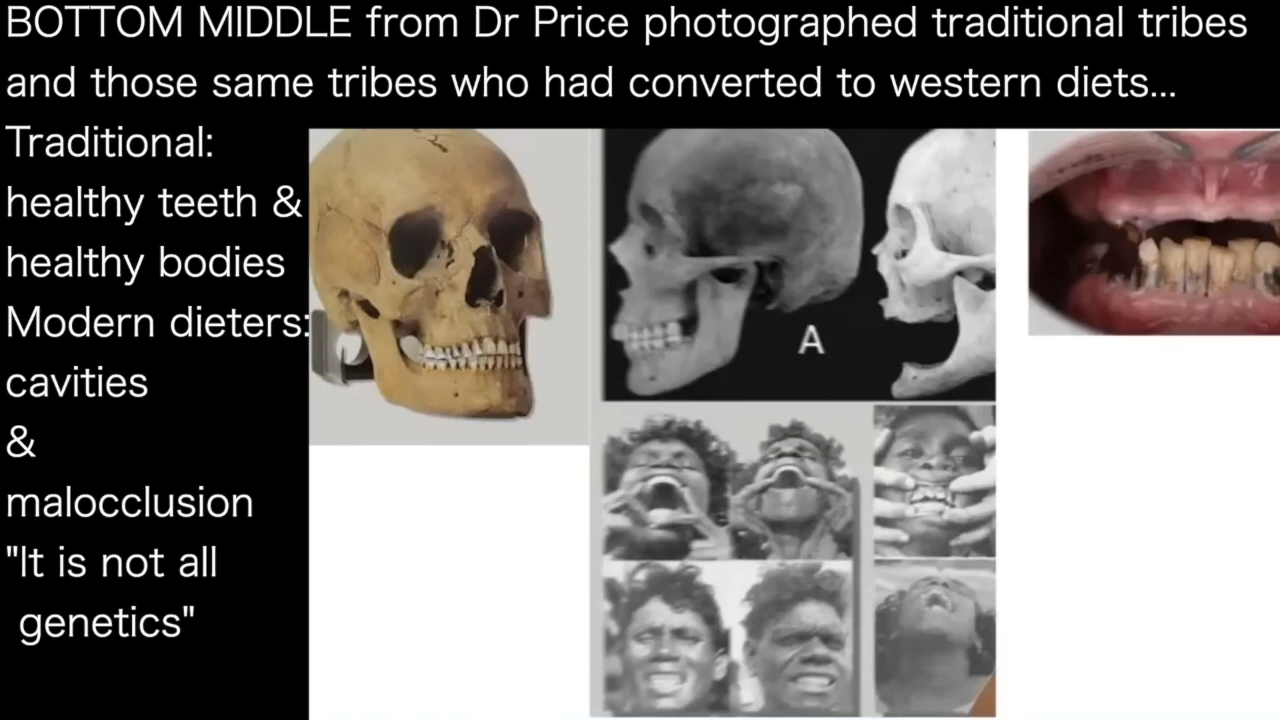 BOTTOM MIDDLE from Dr Price photographed traditional tribes
and those same tribes who had converted to western diets...
Traditional:
healthy teeth &
healthy bodies
Modern dieters:
cavities
&
malocclusion
"It is not all
genetics"
A